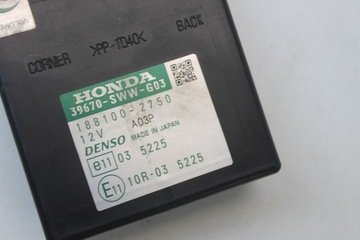 CORNER >PP-TD40< BACK
HONDA
39670-SWW-G03
188100-2750
12V A03P
DENSO MADE IN JAPAN
e11 03 5225
E11 10R-03 5225